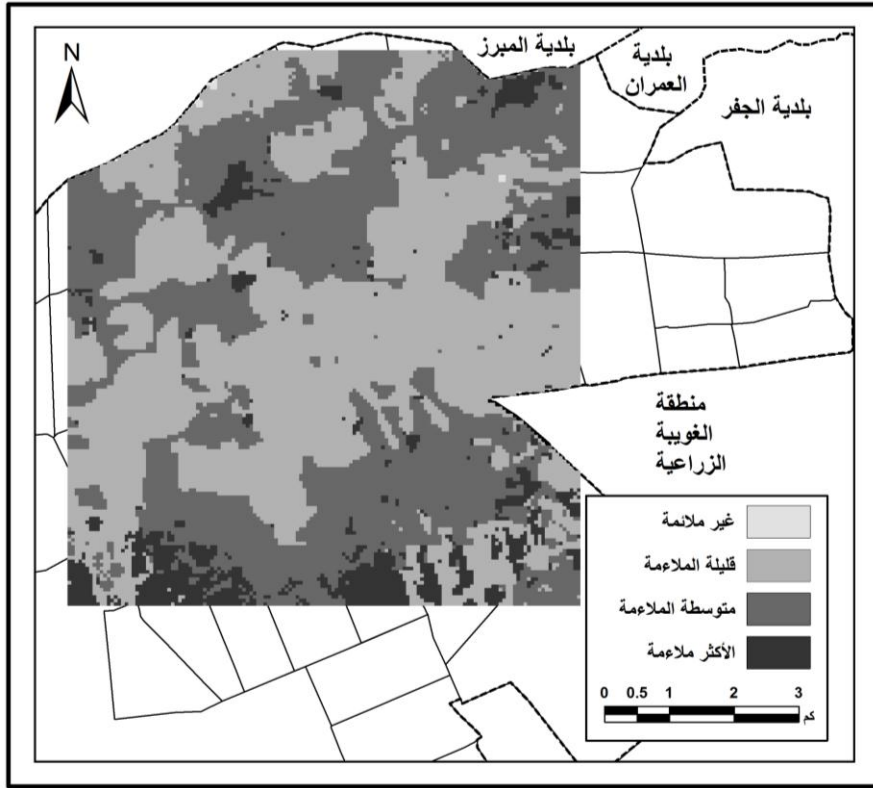 N
بلدية المبرز
بلدية
العمران
بلدية الجفر
منطقة
الغويبة
الزراعية
غير ملائمة
قليلة الملاءمة
متوسطة الملاءمة
الأكثر ملاءمة
0 0.5 1 2 3
كم